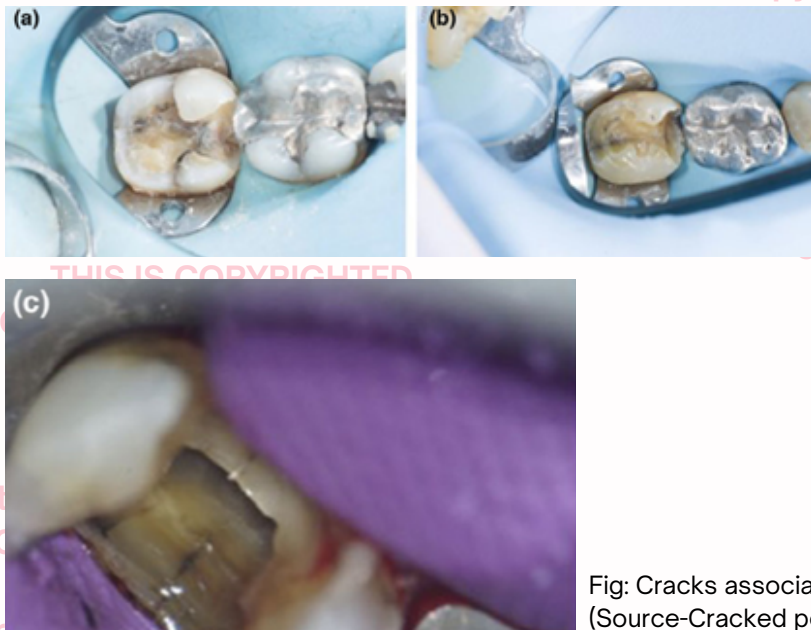 (a)
(b)
THIS IS COPYRIGHTED
(c)
Fig: Cracks associa
(Source-Cracked p